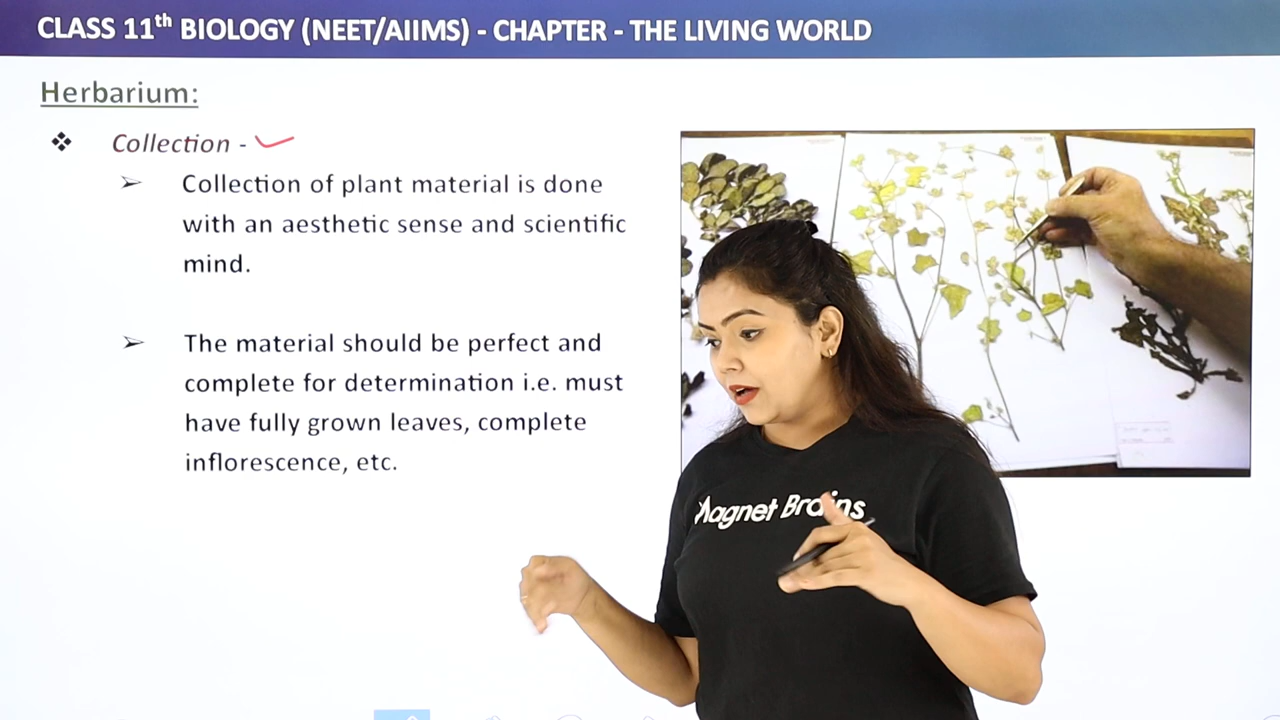 CLASS 11th BIOLOGY (NEET/AIIMS) - CHAPTER - THE LIVING WORLD
Herbarium:
❖ Collection -
➢ Collection of plant material is done
with an aesthetic sense and scientific
mind.
➢ The material should be perfect and
complete for determination i.e. must
have fully grown leaves, complete
inflorescence, etc.
Magnet Brains